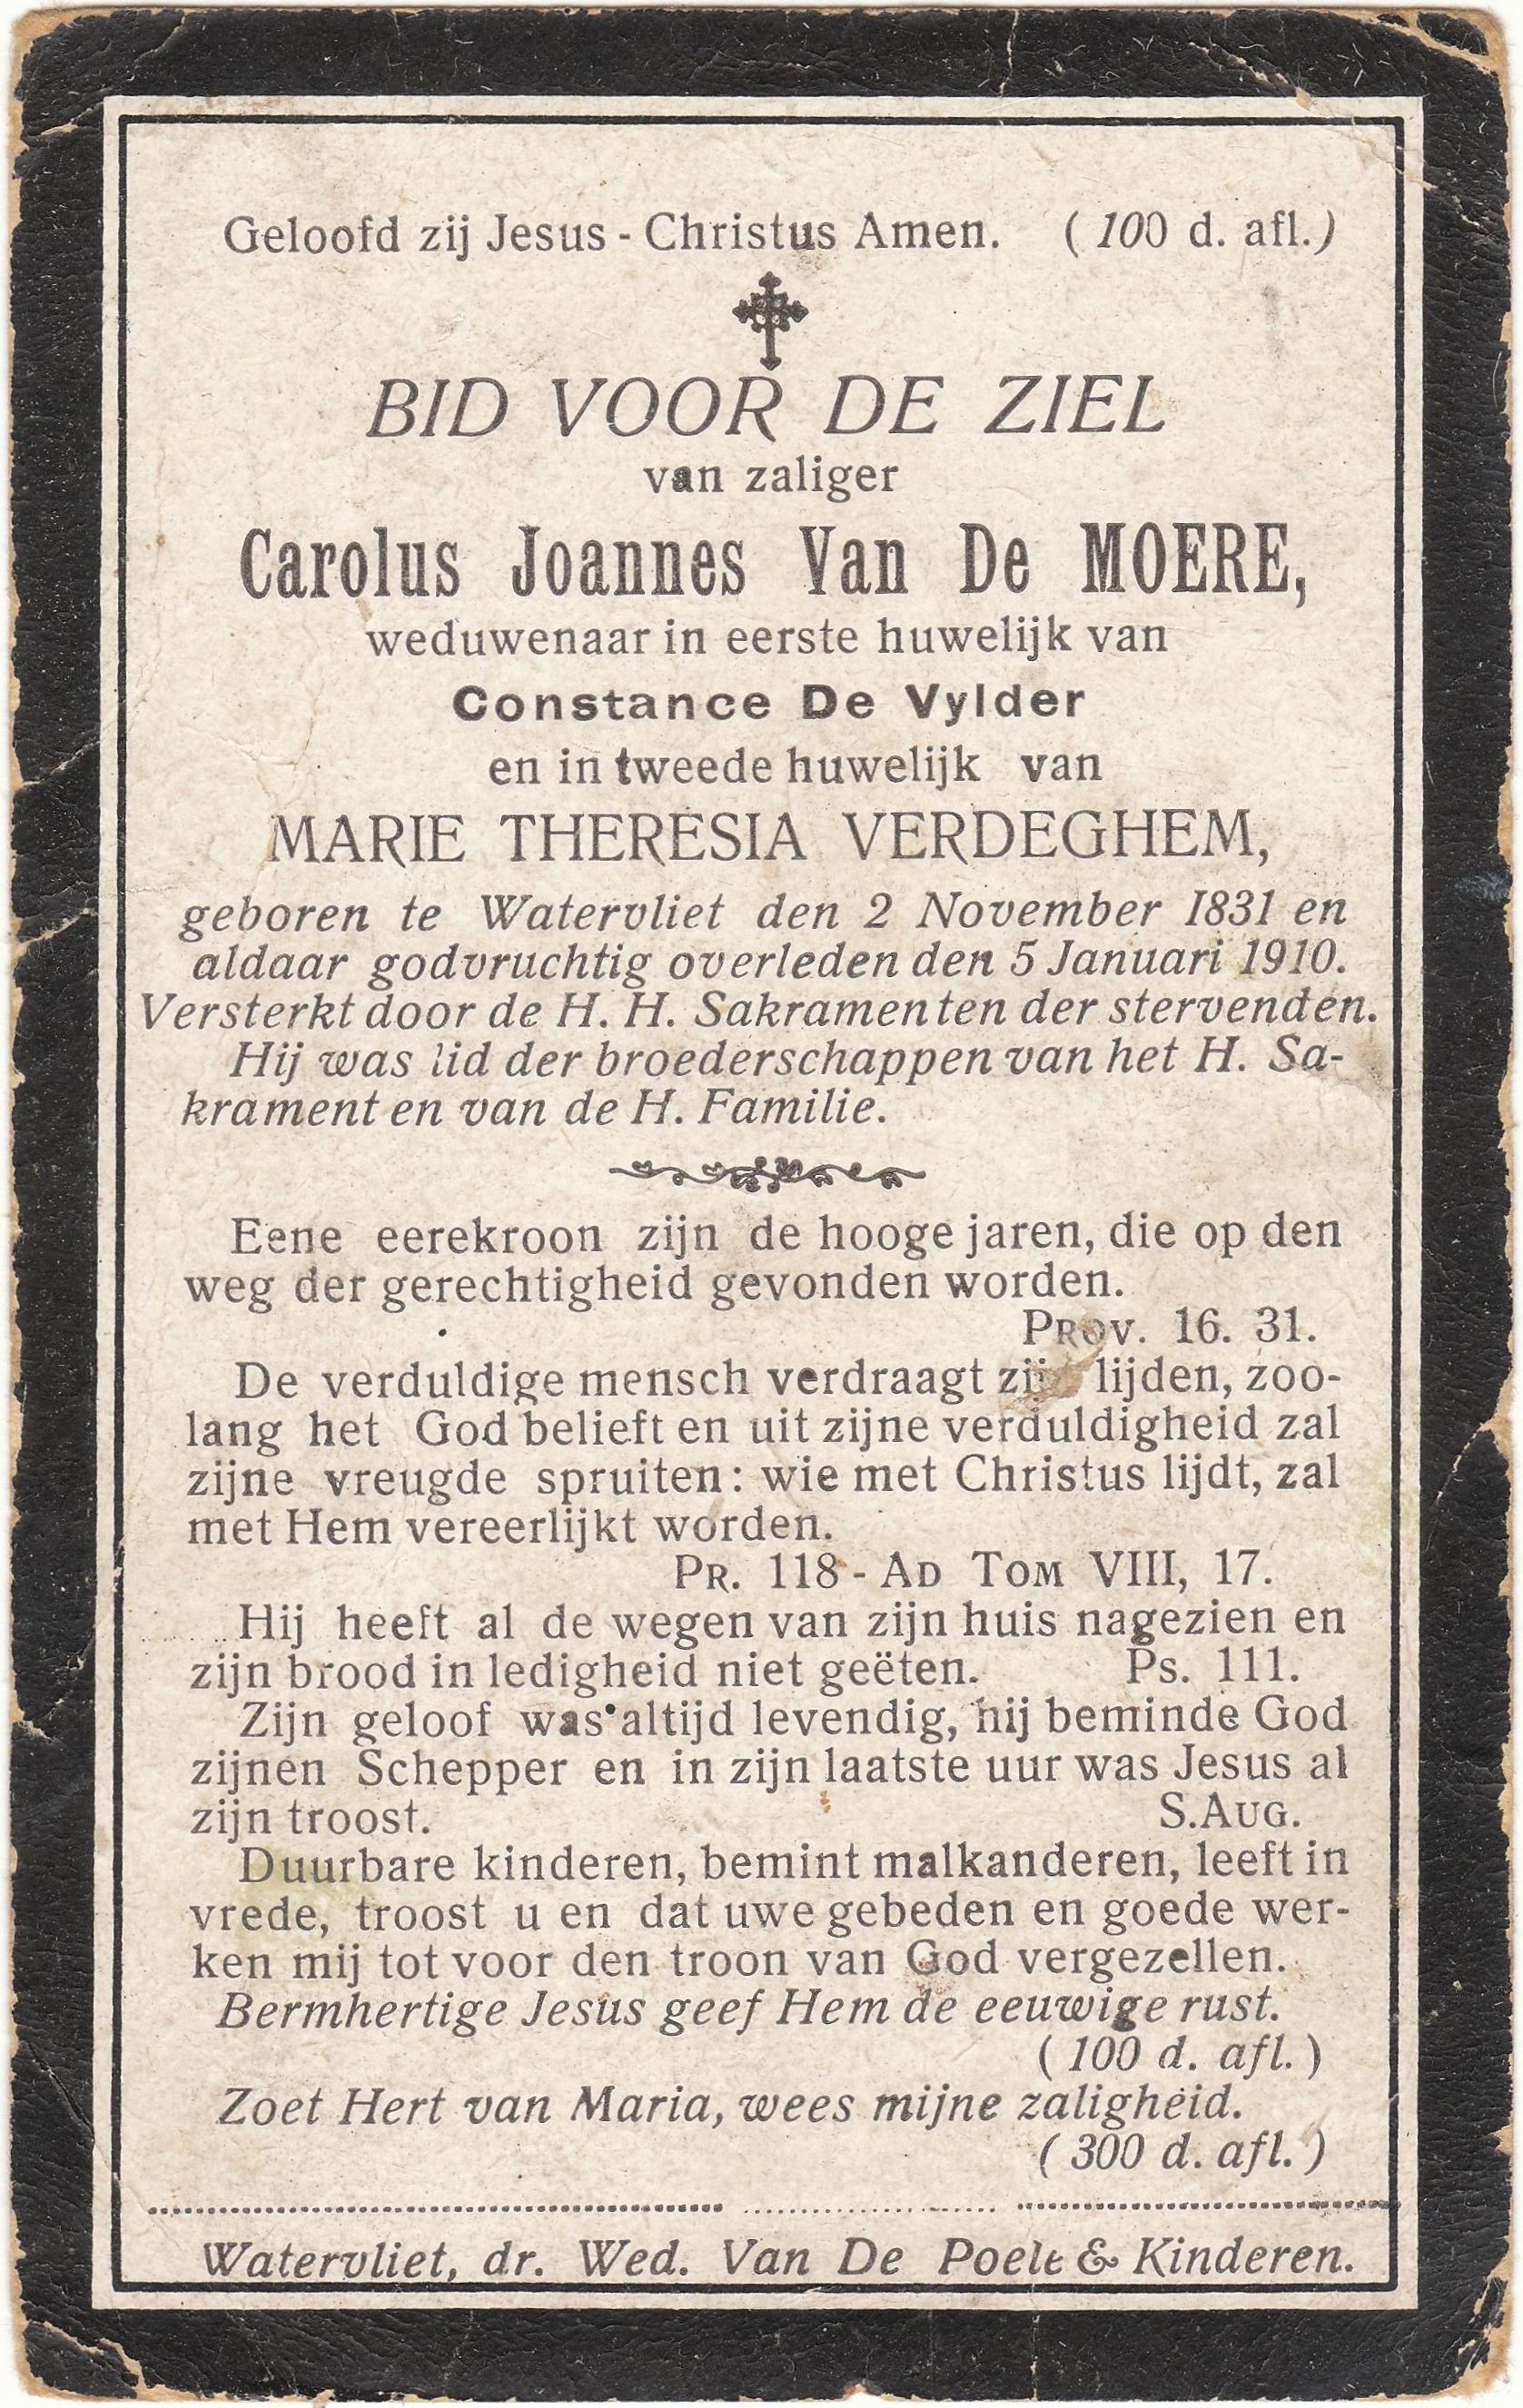 Geloofd zij Jesus - Christus Amen. ( 100 d. afl.)
BID VOOR DE ZIEL
van zaliger
Carolus Joannes Van De MOERE,
weduwenaar in eerste huwelijk van
Constance De Vylder
en in tweede huwelijk van
MARIE THERESIA VERDEGHEM,
geboren te Watervliet den 2 November 1831 en
aldaar godvruchtig overleden den 5 Januari 1910.
Versterkt door de H. H. Sakramenten der stervenden.
Hij was lid der broederschappen van het H. Sa-
krament en van de H. Familie.
Eene eerekroon zijn de hooge jaren, die op den
weg der gerechtigheid gevonden worden.
PROV. 16. 31.
De verduldige mensch verdraagt zijn lijden, zoo-
lang het God belieft en uit zijne verduldigheid zal
zijne vreugde spruiten: wie met Christus lijdt, zal
met Hem vereerlijkt worden.
PR. 118 - AD TOM VIII, 17.
Hij heeft al de wegen van zijn huis nagezien en
zijn brood in ledigheid niet geëten. Ps. 111.
Zijn geloof was altijd levendig, hij beminde God
zijnen Schepper en in zijn laatste uur was Jesus al
zijn troost. S.AUG.
Duurbare kinderen, bemint malkanderen, leeft in
vrede, troost u en dat uwe gebeden en goede wer-
ken mij tot voor den troon van God vergezellen.
Bermhertige Jesus geef Hem de eeuwige rust.
( 100 d. afl. )
Zoet Hert van Maria, wees mijne zaligheid.
( 300 d. afl. )
Watervliet, dr. Wed. Van De Poele & Kinderen.